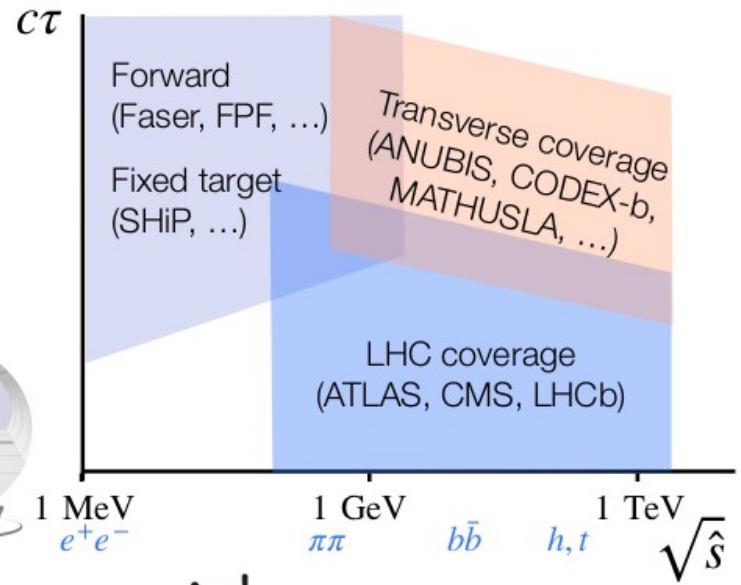 cτ
Forward
(Faser, FPF, …)
Fixed target
(SHiP, …)
Transverse coverage
(ANUBIS, CODEX-b,
MATHUSLA, …)
LHC coverage
(ATLAS, CMS, LHCb)
1 MeV 1 GeV 1 TeV
e⁺e⁻ ππ bb̄ h, t
√ŝ